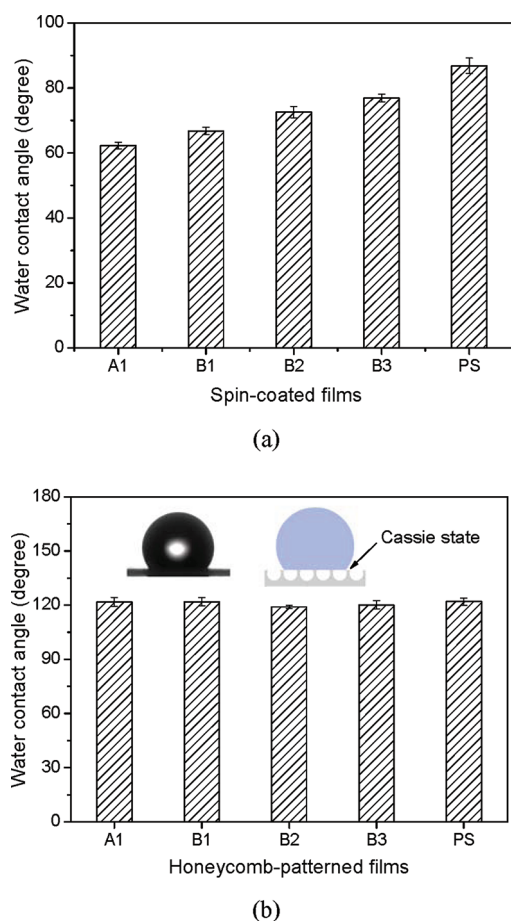 100
80
60
40
20
0
Water contact angle (degree)
A1 B1 B2 B3 PS
Spin-coated films
(a)
180
150
120
90
60
30
0
Water contact angle (degree)
Cassie state
A1 B1 B2 B3 PS
Honeycomb-patterned films
(b)